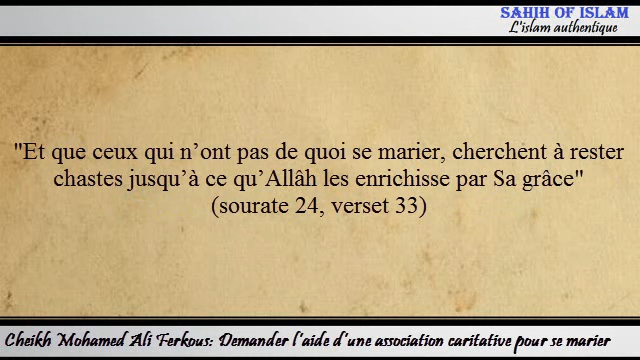 SAHIH OF ISLAM
L'islam authentique
"Et que ceux qui n’ont pas de quoi se marier, cherchent à rester
chastes jusqu’à ce qu’Allâh les enrichisse par Sa grâce"
(sourate 24, verset 33)
Cheikh Mohamed Ali Ferkous: Demander l'aide d'une association caritative pour se marier